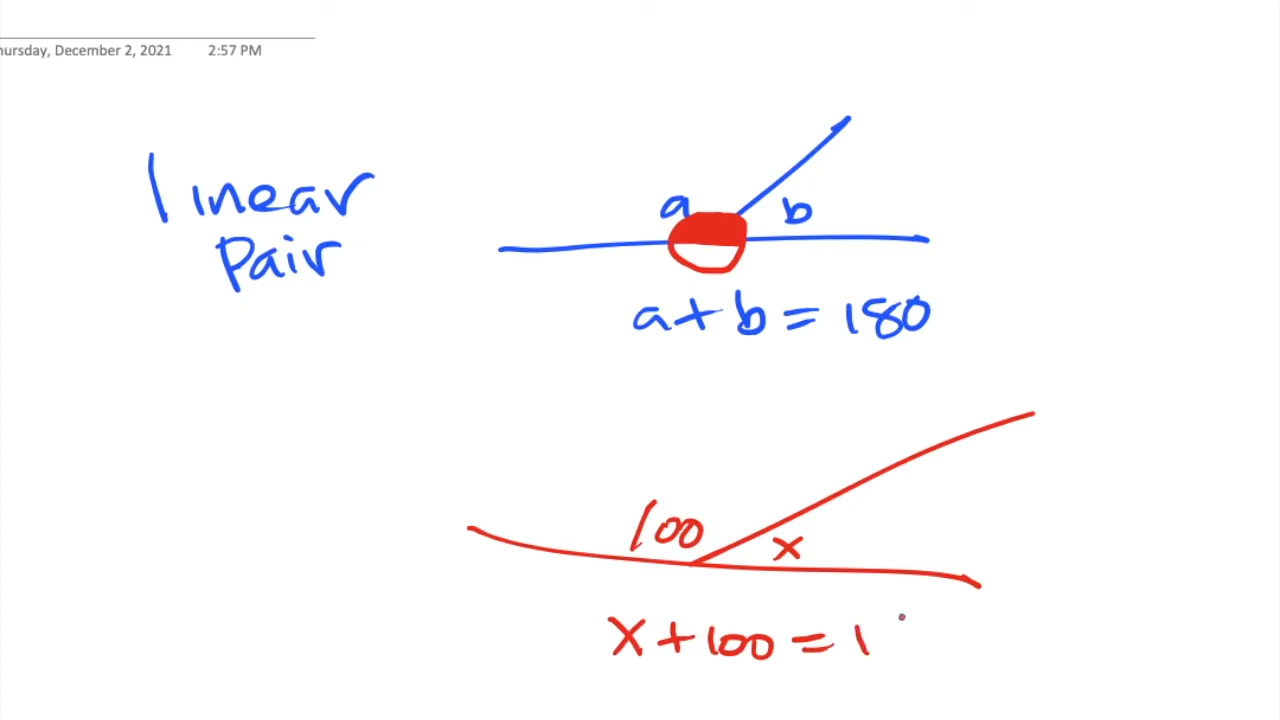 hursday, December 2, 2021 2:57 PM
linear
pair
a
b
a+b=180
100
x
x+100=1